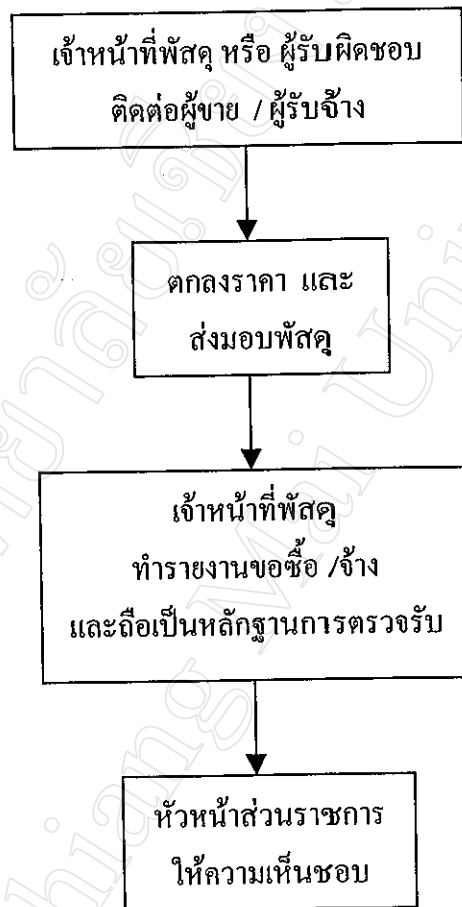 เจ้าหน้าที่พัสดุ หรือ ผู้รับผิดชอบ
ติดต่อผู้ขาย / ผู้รับจ้าง
ตกลงราคา และ
ส่งมอบพัสดุ
เจ้าหน้าที่พัสดุ
ทำรายงานขอซื้อ /จ้าง
และถือเป็นหลักฐานการตรวจรับ
หัวหน้าส่วนราชการ
ให้ความเห็นชอบ